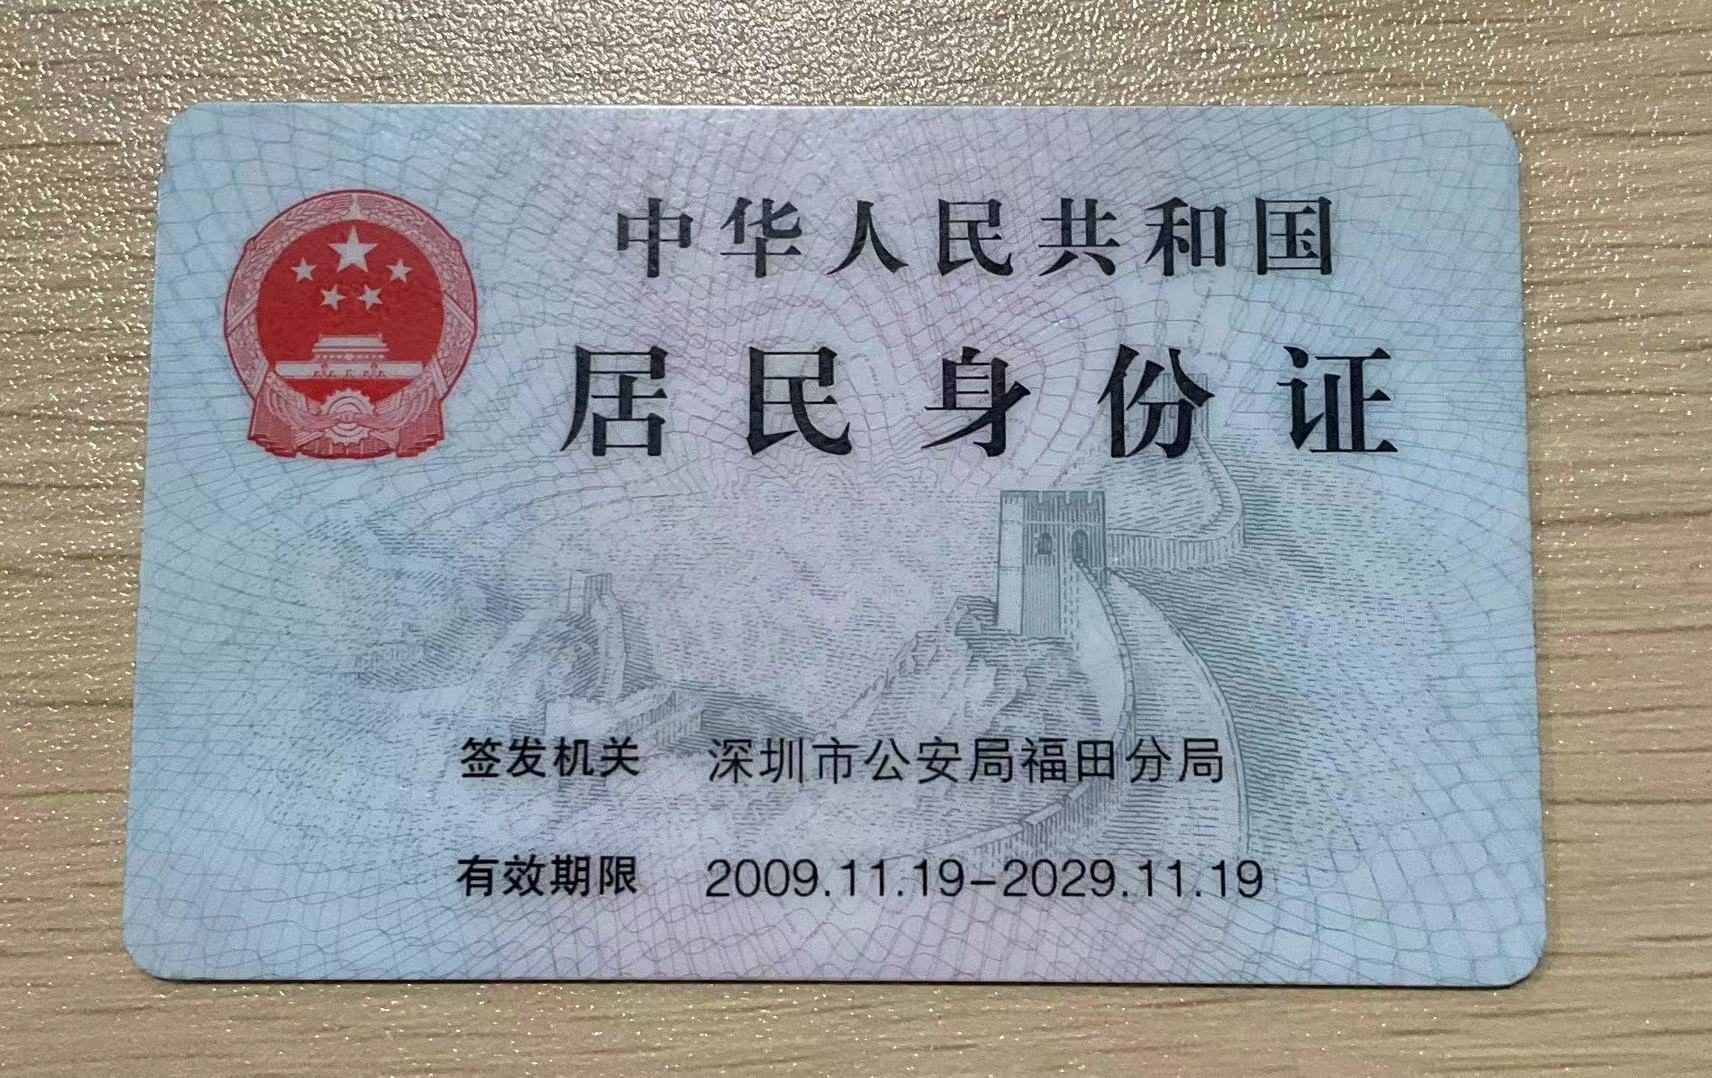 中华人民共和国
居民身份证
签发机关 深圳市公安局福田分局
有效期限 2009.11.19-2029.11.19